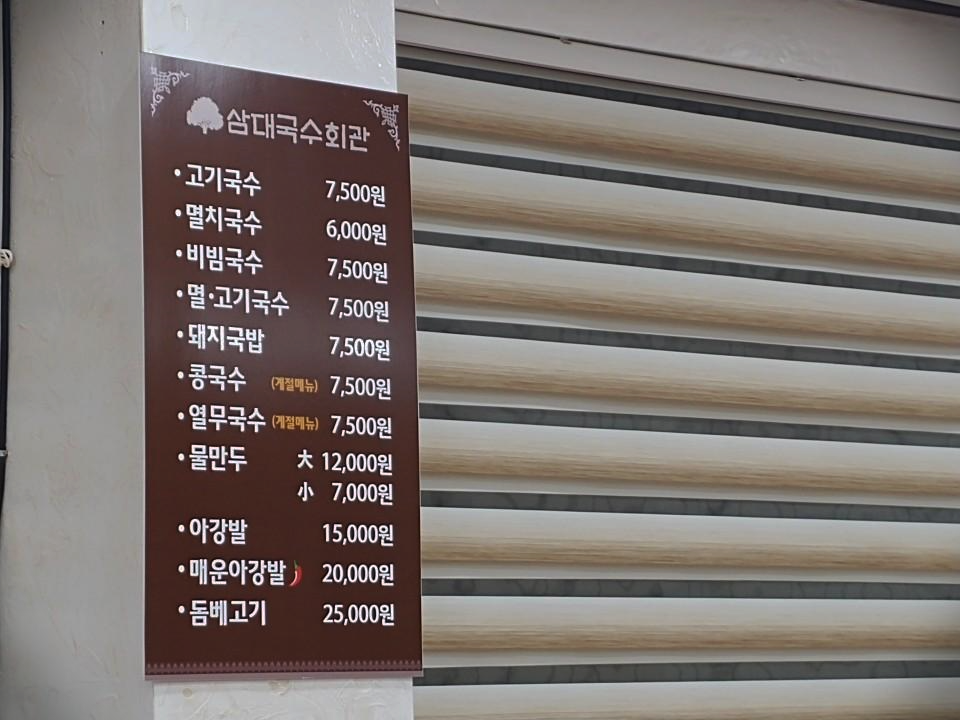 삼대국수회관
•고기국수 7,500원
•멸치국수 6,000원
•비빔국수 7,500원
•멸·고기국수 7,500원
•돼지국밥 7,500원
•콩국수 (계절메뉴) 7,500원
•열무국수 (계절메뉴) 7,500원
•물만두 大 12,000원
小 7,000원
•아강발 15,000원
•매운아강발 20,000원
•돔베고기 25,000원